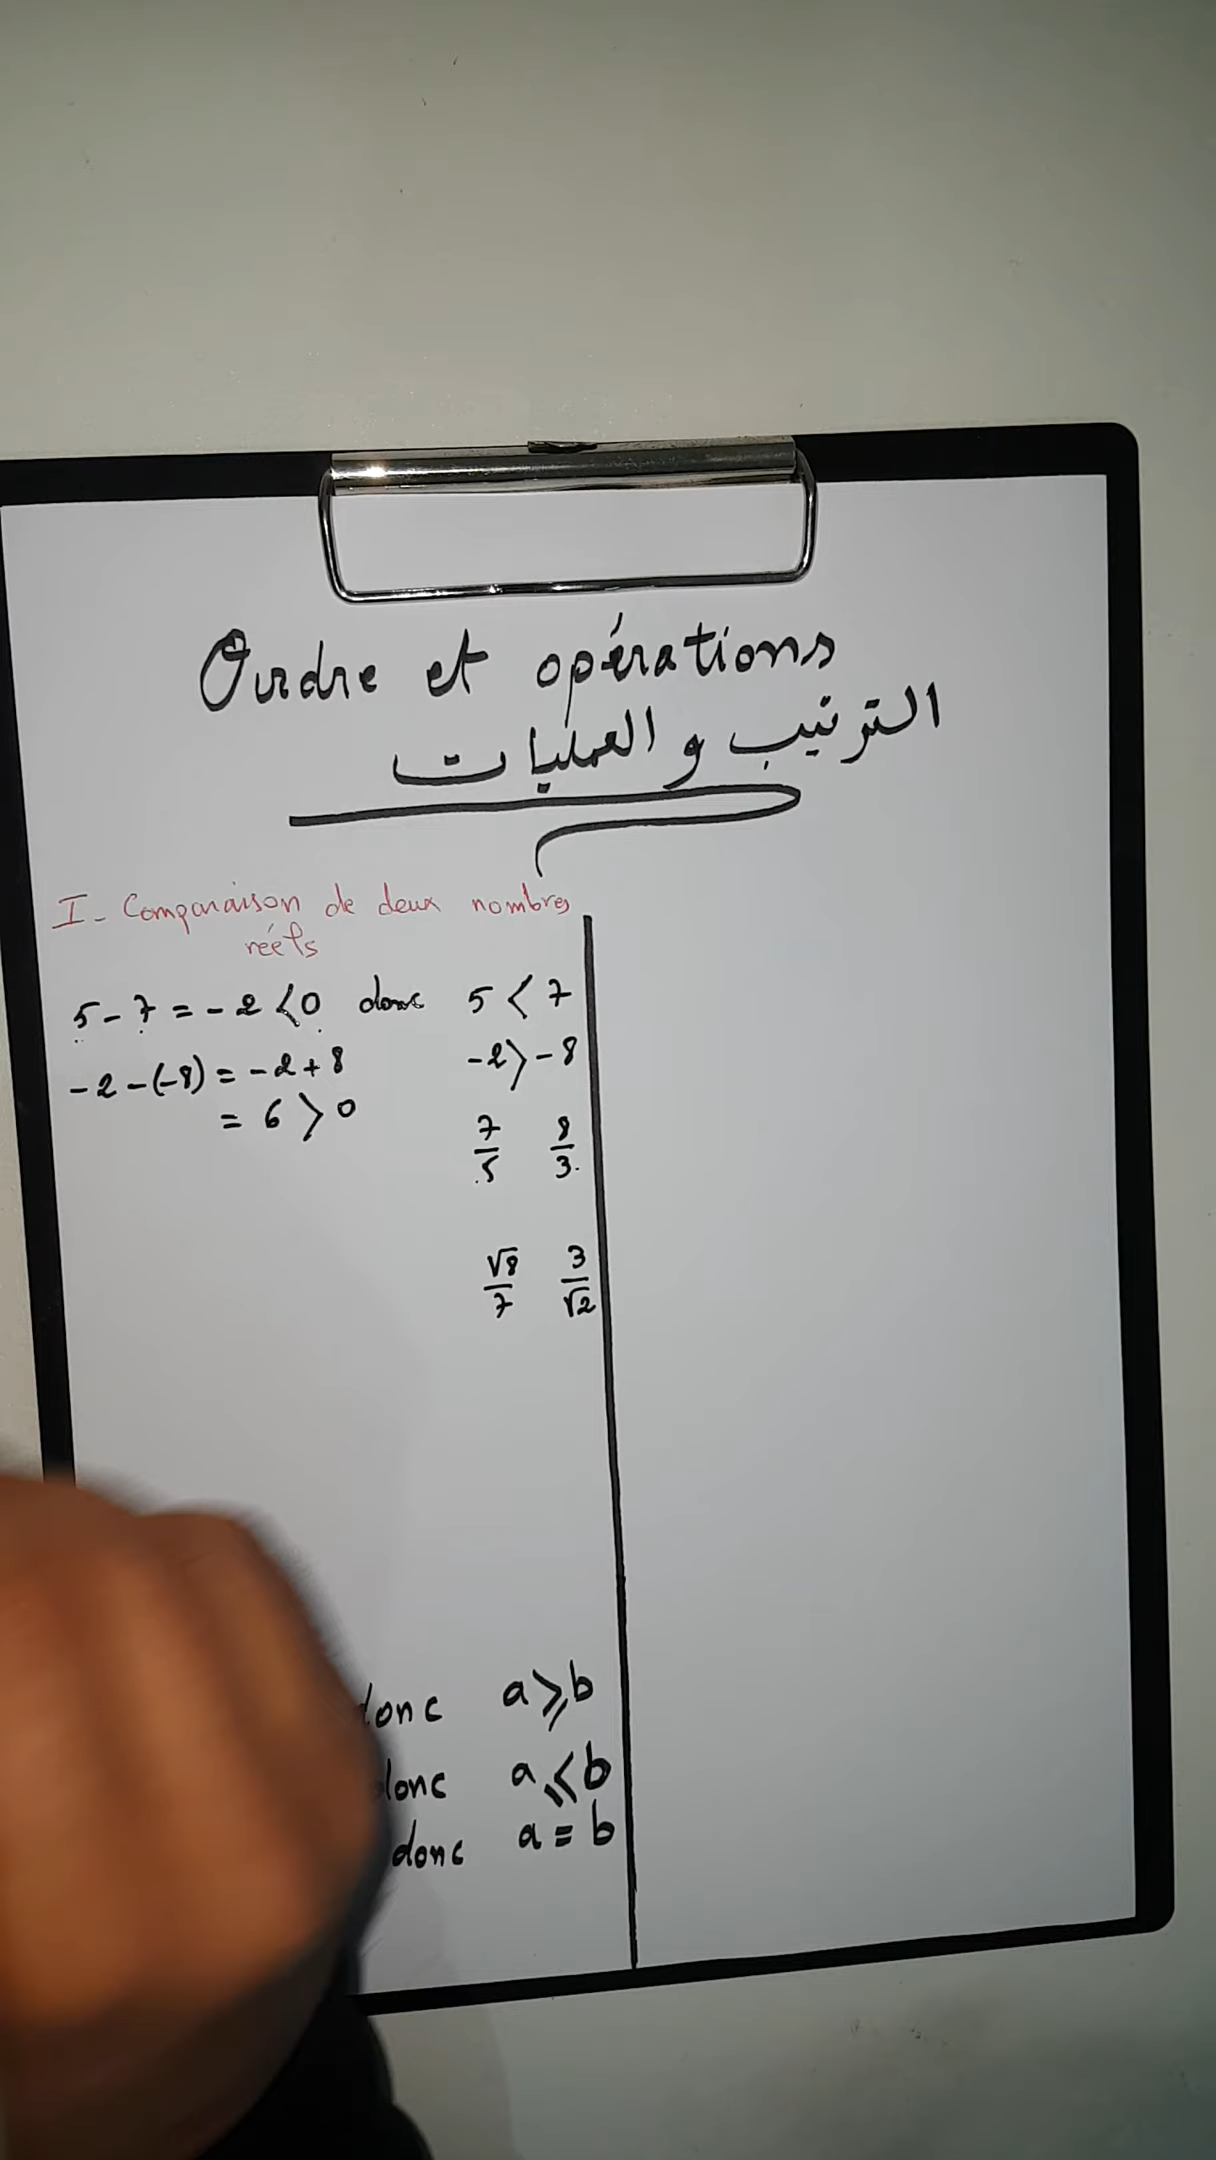 Ordre et opérations
الترتيب و العمليات
I - Comparaison de deux nombres
réels
5 - 7 = - 2 < 0 donc 5 < 7
- 2 - (-8) = - 2 + 8 -2 > - 8
= 6 > 0
7/5 8/3
√8/7 3/√2
donc a ⩾ b
donc a ⩽ b
donc a = b